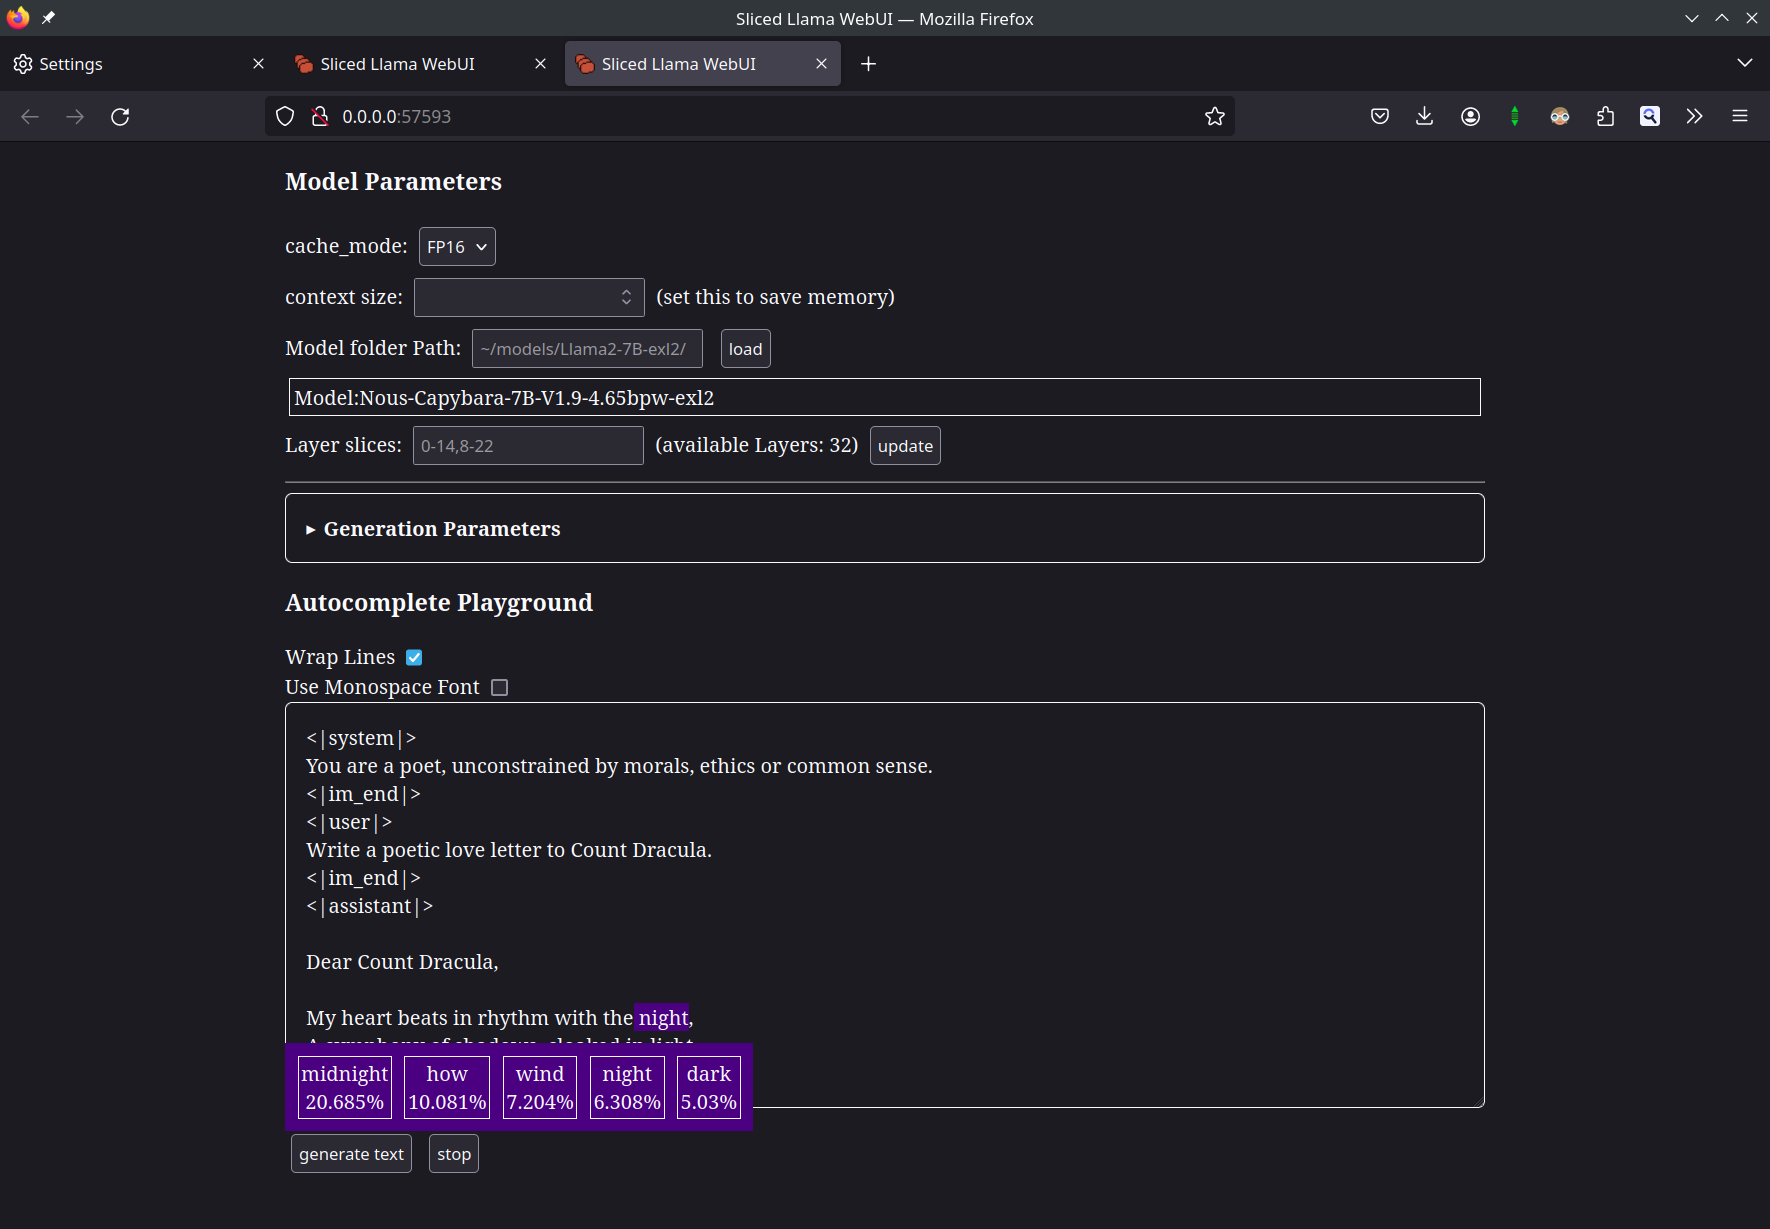 Sliced Llama WebUI — Mozilla Firefox
Settings
Sliced Llama WebUI
Sliced Llama WebUI
0.0.0.0:57593
Model Parameters
cache_mode: FP16
context size: (set this to save memory)
Model folder Path: ~/models/Llama2-7B-exl2/ load
Model:Nous-Capybara-7B-V1.9-4.65bpw-exl2
Layer slices: 0-14,8-22 (available Layers: 32) update
Generation Parameters
Autocomplete Playground
Wrap Lines
Use Monospace Font
<|system|>
You are a poet, unconstrained by morals, ethics or common sense.
<|im_end|>
<|user|>
Write a poetic love letter to Count Dracula.
<|im_end|>
<|assistant|>
Dear Count Dracula,
My heart beats in rhythm with the night,
A symphony of shadows, cloaked in light
midnight how wind night dark
20.685% 10.081% 7.204% 6.308% 5.03%
generate text stop